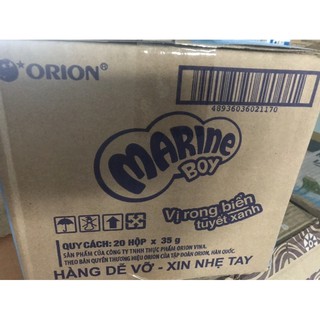 ORION®
48936036021170
MARINE
BOY
Vị rong biển
tuyết xanh
QUY CÁCH: 20 HỘP x 35 g
SẢN PHẨM CỦA CÔNG TY TNHH THỰC PHẨM ORION VINA.
THEO BẢN QUYỀN THƯƠNG HIỆU ORION CỦA TẬP ĐOÀN ORION, HÀN QUỐC.
HÀNG DỄ VỠ - XIN NHẸ TAY